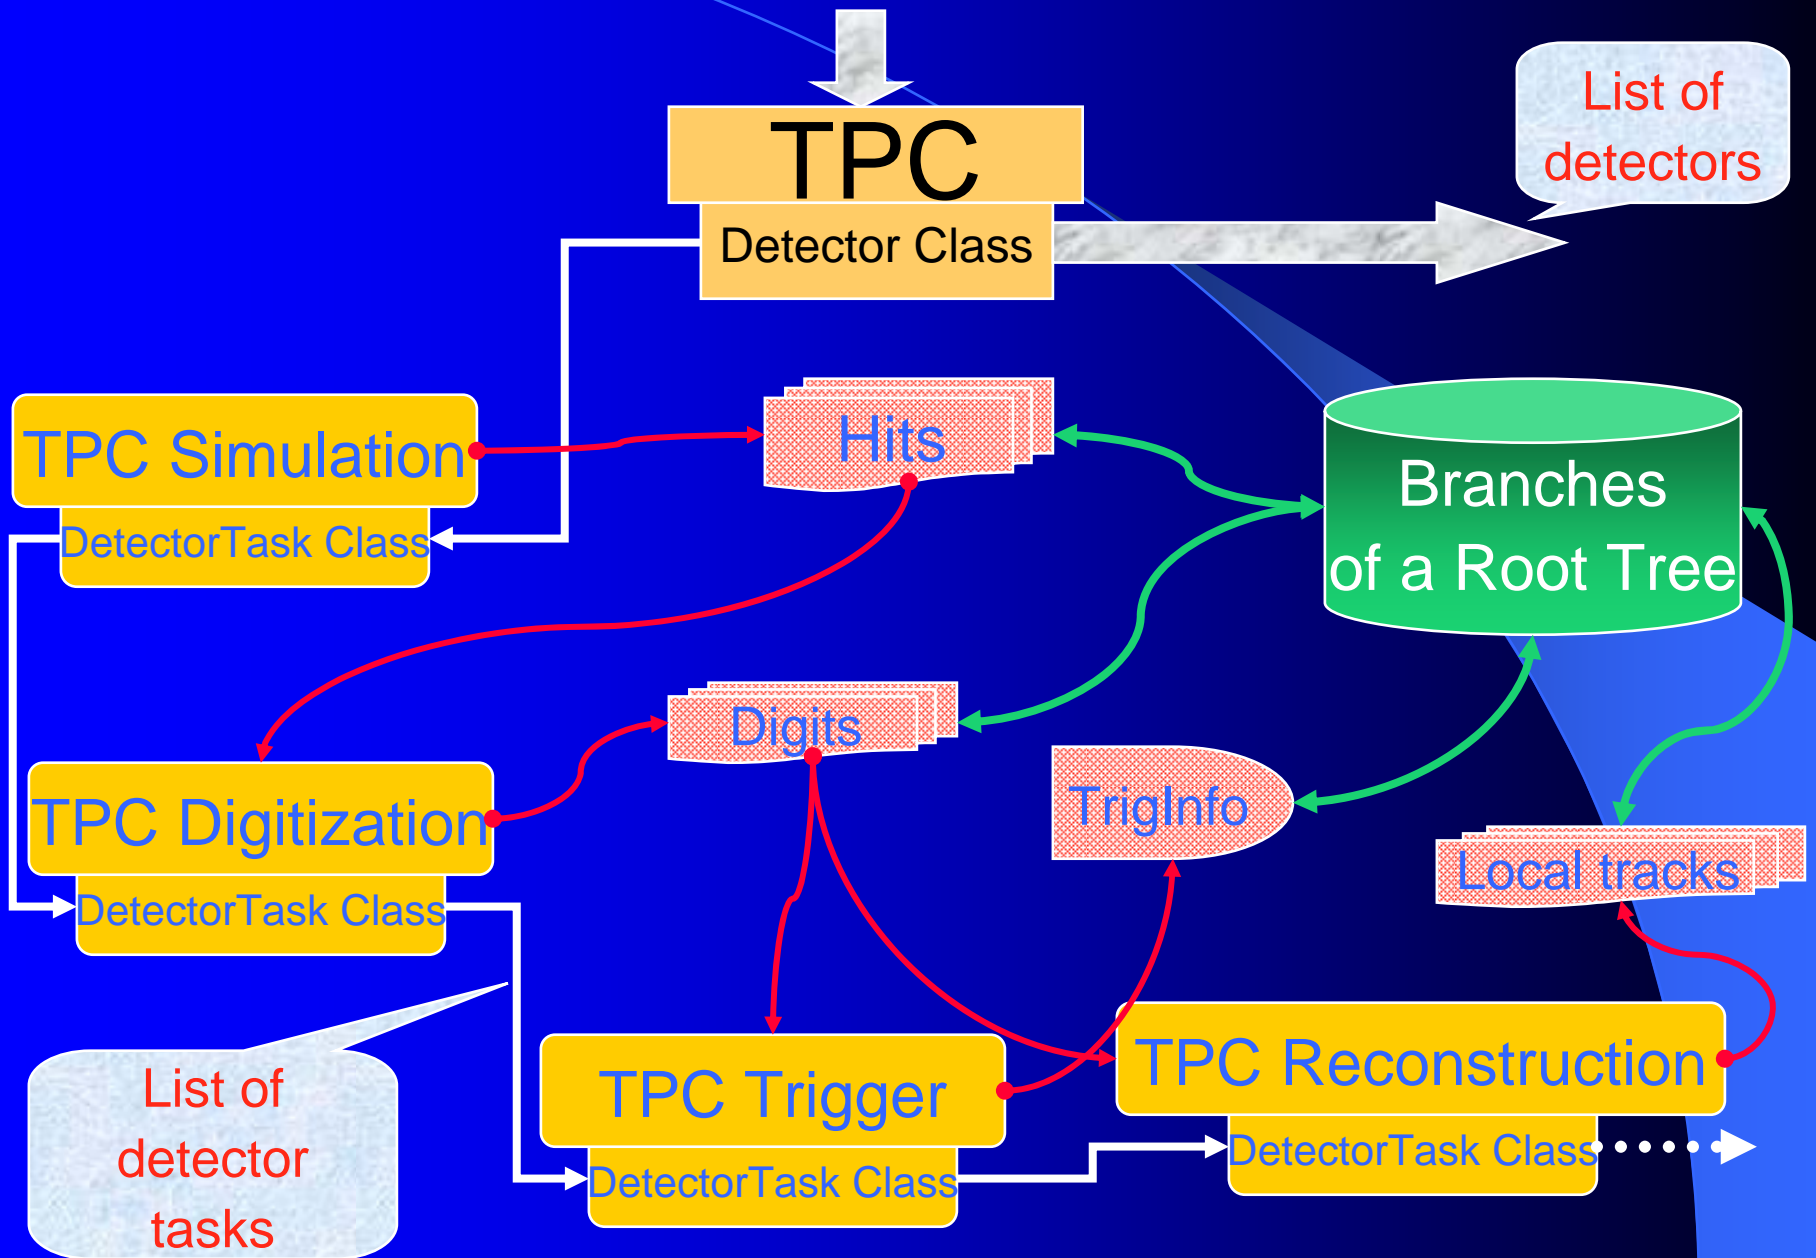 TPC
Detector Class
List of
detectors
TPC Simulation
DetectorTask Class
Hits
Branches
of a Root Tree
Digits
TrigInfo
Local tracks
TPC Digitization
DetectorTask Class
List of
detector
tasks
TPC Trigger
DetectorTask Class
TPC Reconstruction
DetectorTask Class